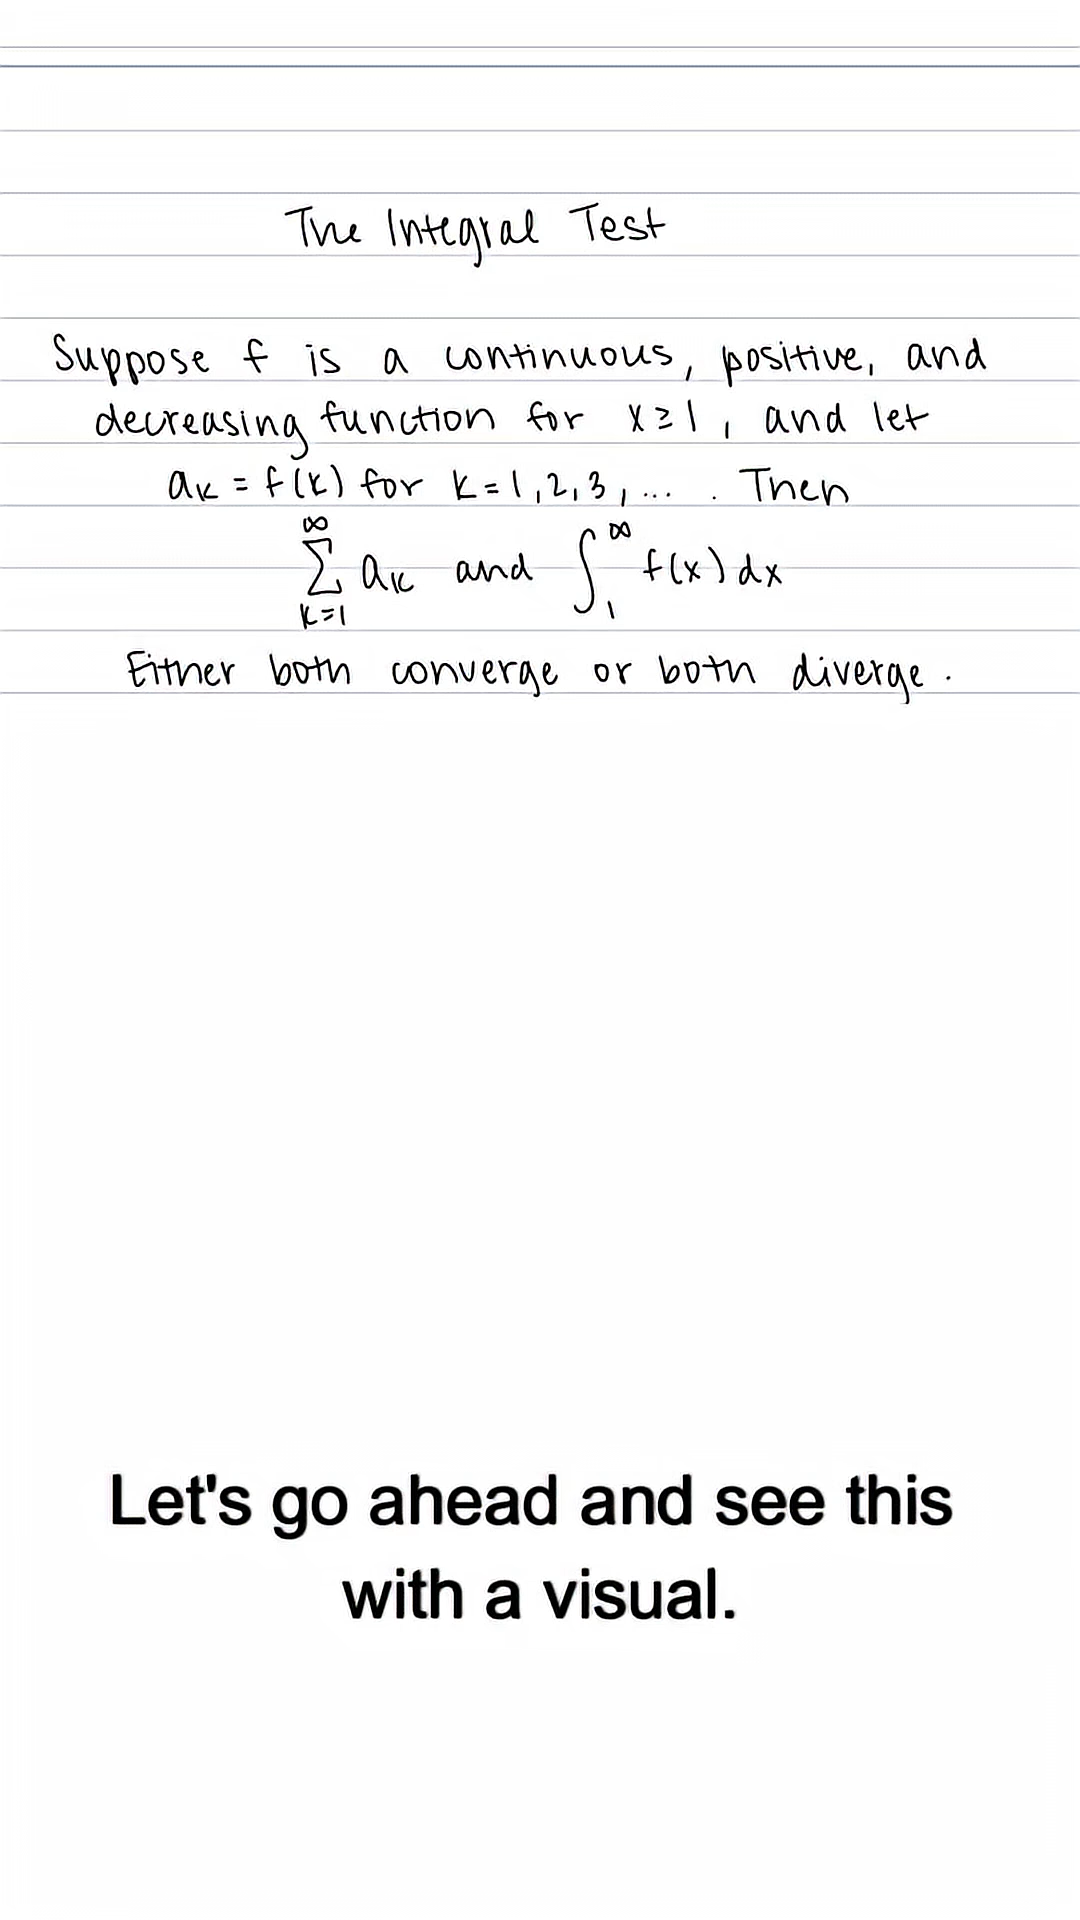 The Integral Test
Suppose f is a continuous, positive, and
decreasing function for x ≥ 1, and let
aₖ = f(k) for k = 1, 2, 3, ... . Then
∞ ∑ k=1 aₖ and ∫₁^∞ f(x) dx
Either both converge or both diverge.
Let's go ahead and see this
with a visual.